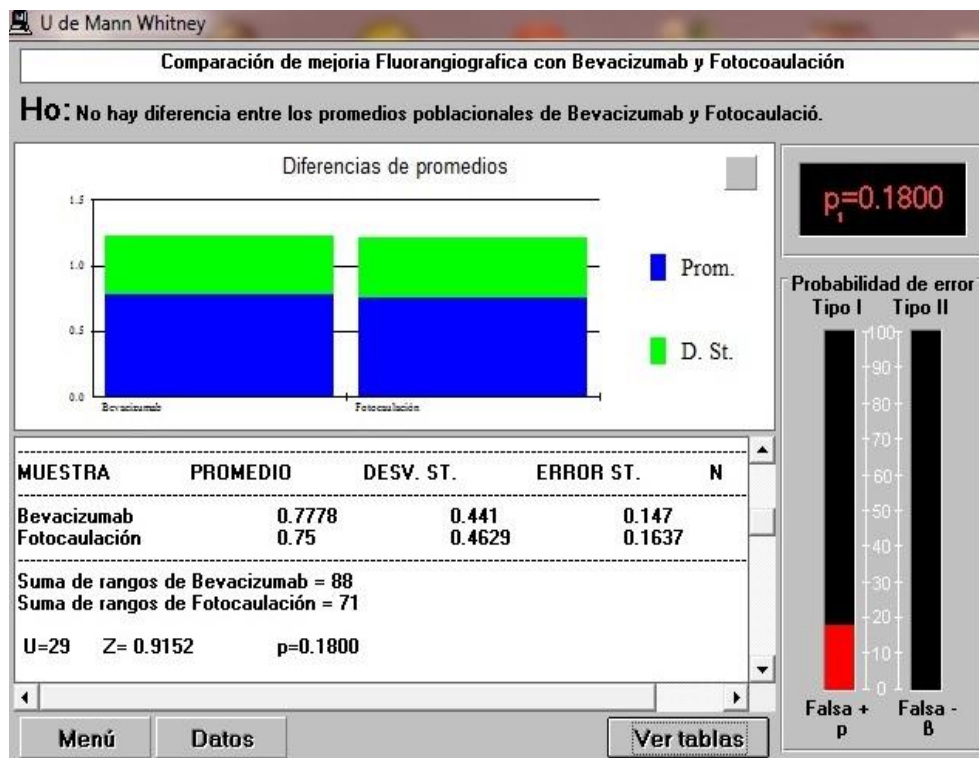 U de Mann Whitney
Comparación de mejoria Fluorangiografica con Bevacizumab y Fotocoaulación
Ho: No hay diferencia entre los promedios poblacionales de Bevacizumab y Fotocaulació.
Diferencias de promedios
1.5
1.0
0.5
0.0
Bevacizumab
Fotocaulación
Prom.
D. St.
p1=0.1800
Probabilidad de error
Tipo I Tipo II
100
90
80
70
60
50
40
30
20
10
0
Falsa + Falsa -
p β
MUESTRA PROMEDIO DESV. ST. ERROR ST. N
Bevacizumab 0.7778 0.441 0.147
Fotocaulación 0.75 0.4629 0.1637
Suma de rangos de Bevacizumab = 88
Suma de rangos de Fotocaulación = 71
U=29 Z= 0.9152 p=0.1800
Menú Datos Ver tablas